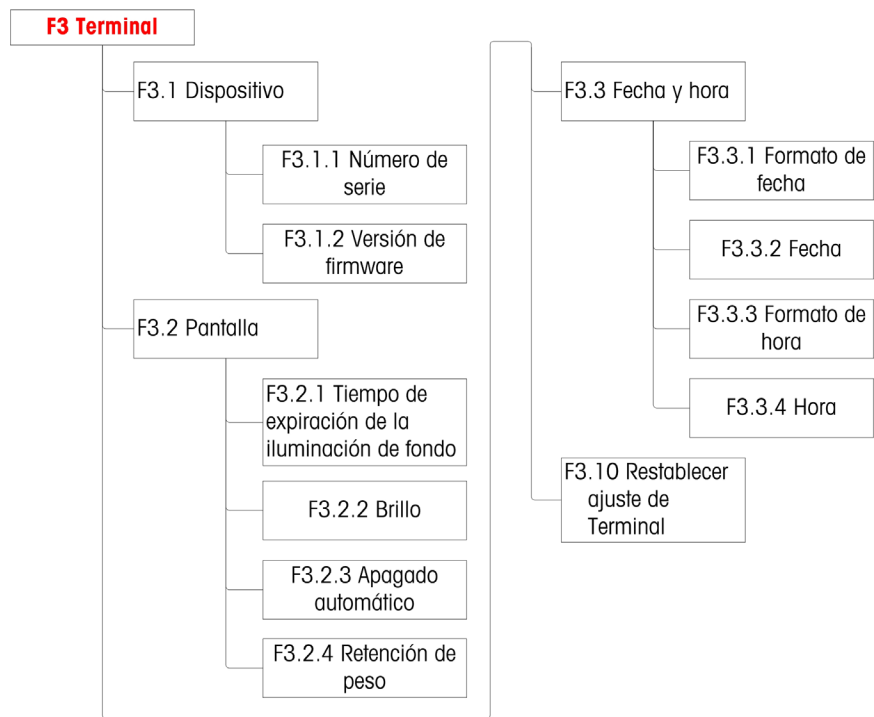 F3 Terminal
F3.1 Dispositivo
F3.1.1 Número de
serie
F3.1.2 Versión de
firmware
F3.2 Pantalla
F3.2.1 Tiempo de
expiración de la
iluminación de fondo
F3.2.2 Brillo
F3.2.3 Apagado
automático
F3.2.4 Retención de
peso
F3.3 Fecha y hora
F3.3.1 Formato de
fecha
F3.3.2 Fecha
F3.3.3 Formato de
hora
F3.3.4 Hora
F3.10 Restablecer
ajuste de
Terminal